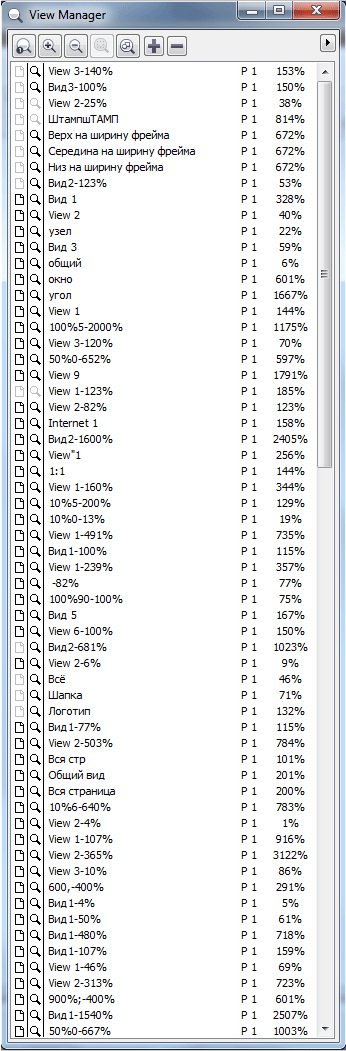 View Manager
View 3-140% P 1 153%
Вид3-100% P 1 150%
View 2-25% P 1 38%
ШтампшТАМП P 1 814%
Верх на ширину фрейма P 1 672%
Середина на ширину фрейма P 1 672%
Низ на ширину фрейма P 1 672%
Вид2-123% P 1 53%
Вид 1 P 1 328%
View 2 P 1 40%
узел P 1 22%
Вид 3 P 1 59%
общий P 1 6%
окно P 1 601%
угол P 1 1667%
View 1 P 1 144%
100%5-2000% P 1 1175%
View 3-120% P 1 70%
50%0-652% P 1 597%
View 9 P 1 1791%
View 1-123% P 1 185%
View 2-82% P 1 123%
Internet 1 P 1 158%
Вид2-1600% P 1 2405%
View"1 P 1 256%
1:1 P 1 144%
View 1-160% P 1 344%
10%5-200% P 1 129%
10%0-13% P 1 19%
View 1-491% P 1 735%
Вид1-100% P 1 115%
View 1-239% P 1 357%
-82% P 1 77%
100%90-100% P 1 75%
Вид 5 P 1 167%
View 6-100% P 1 150%
Вид2-681% P 1 1023%
View 2-6% P 1 9%
Всё P 1 46%
Шапка P 1 71%
Логотип P 1 132%
Вид1-77% P 1 115%
View 2-503% P 1 784%
Вся стр P 1 101%
Общий вид P 1 201%
Вся страница P 1 200%
10%6-640% P 1 783%
View 2-4% P 1 1%
View 1-107% P 1 916%
View 2-365% P 1 3122%
View 3-10% P 1 86%
600,-400% P 1 291%
Вид1-4% P 1 5%
Вид1-50% P 1 61%
Вид1-480% P 1 718%
Вид1-107% P 1 159%
View 1-46% P 1 69%
View 2-313% P 1 723%
900%;-400% P 1 601%
Вид1-1540% P 1 2507%
50%0-667% P 1 1003%